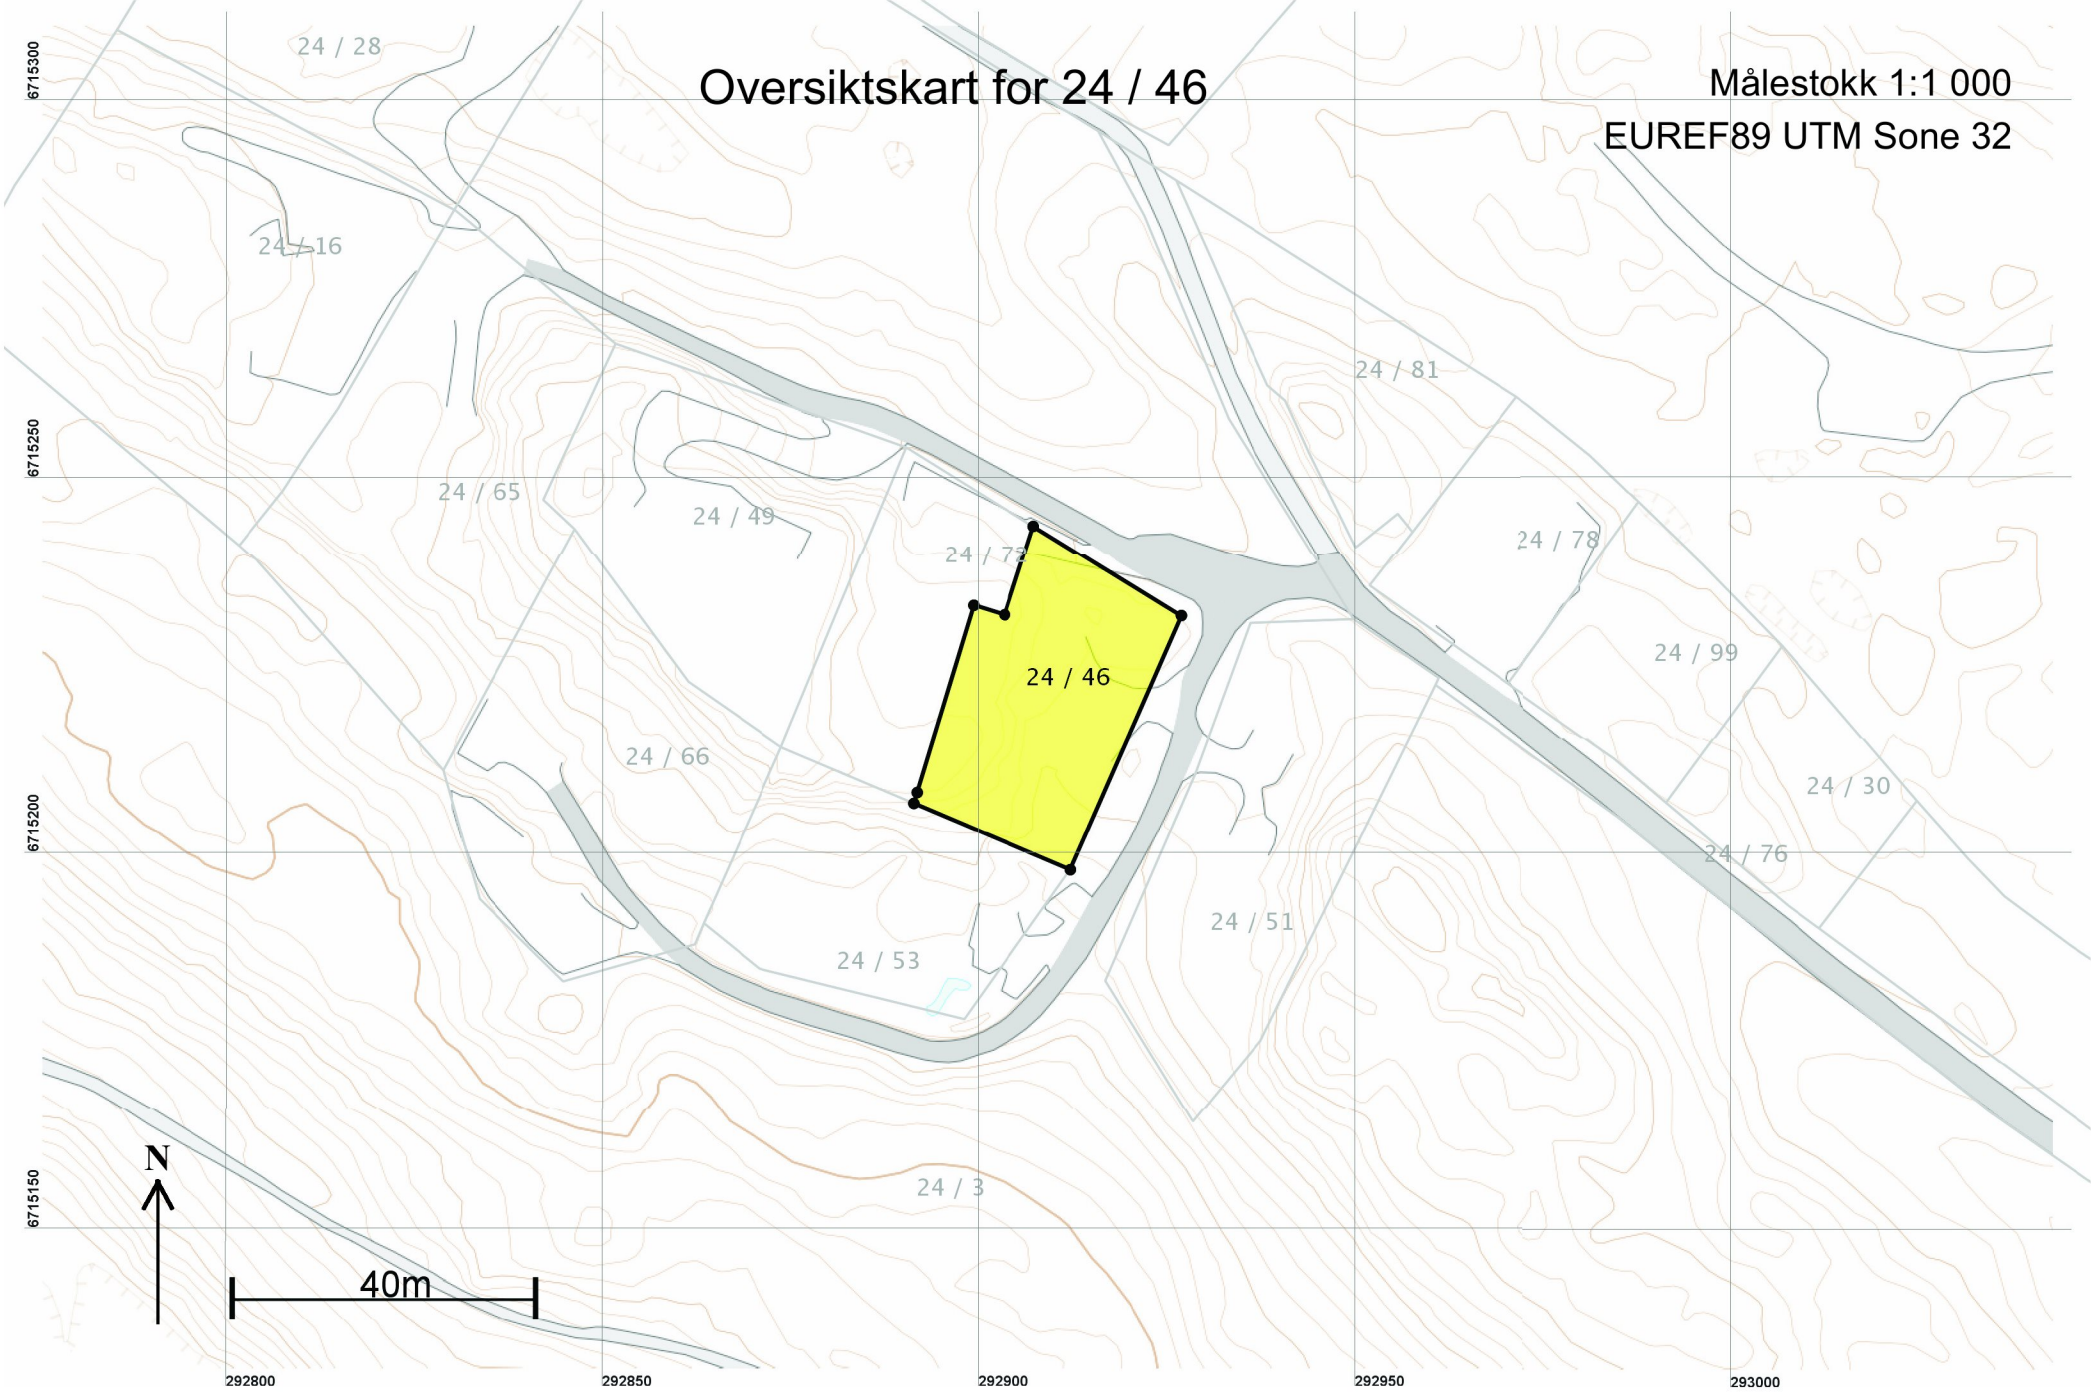 24 / 28
Oversiktskart for 24 / 46
Målestokk 1:1 000
EUREF89 UTM Sone 32
6715300
24 / 16
24 / 81
6715250
24 / 65
24 / 49
24 / 72
24 / 78
24 / 99
24 / 46
24 / 66
24 / 30
6715200
24 / 76
24 / 51
24 / 53
N
6715150
24 / 3
40m
292800
292850
292900
292950
293000